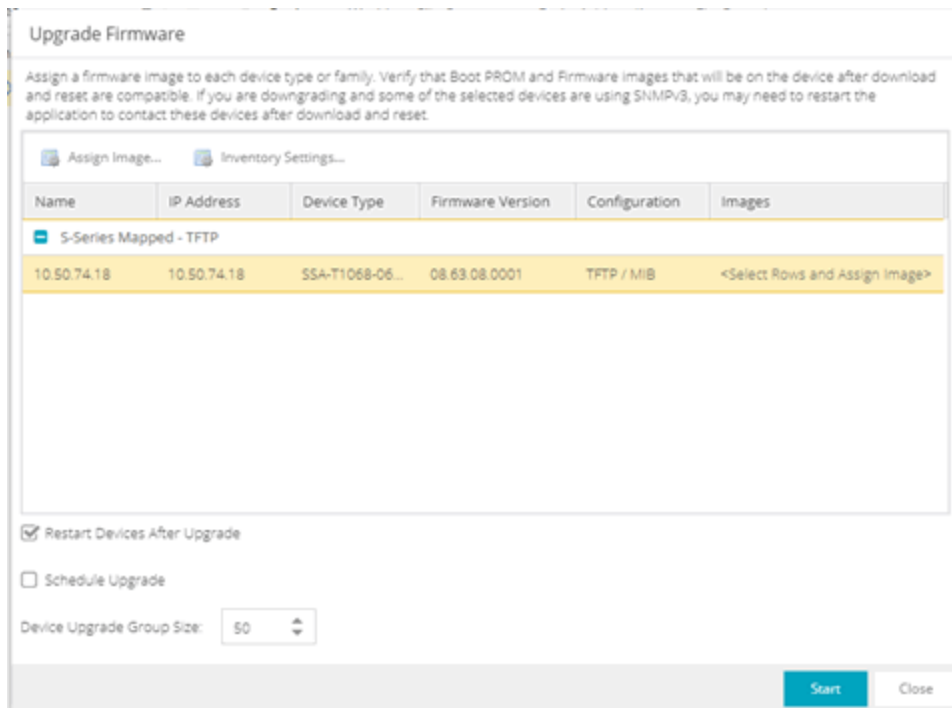 Upgrade Firmware
Assign a firmware image to each device type or family. Verify that Boot PROM and Firmware images that will be on the device after download
and reset are compatible. If you are downgrading and some of the selected devices are using SNMPv3, you may need to restart the
application to contact these devices after download and reset.
Assign Image... Inventory Settings...
Name IP Address Device Type Firmware Version Configuration Images
S-Series Mapped - TFTP
10.50.74.18 10.50.74.18 SSA-T1068-06... 08.63.08.0001 TFTP / MIB <Select Rows and Assign Image>
Restart Devices After Upgrade
Schedule Upgrade
Device Upgrade Group Size: 50
Start Close